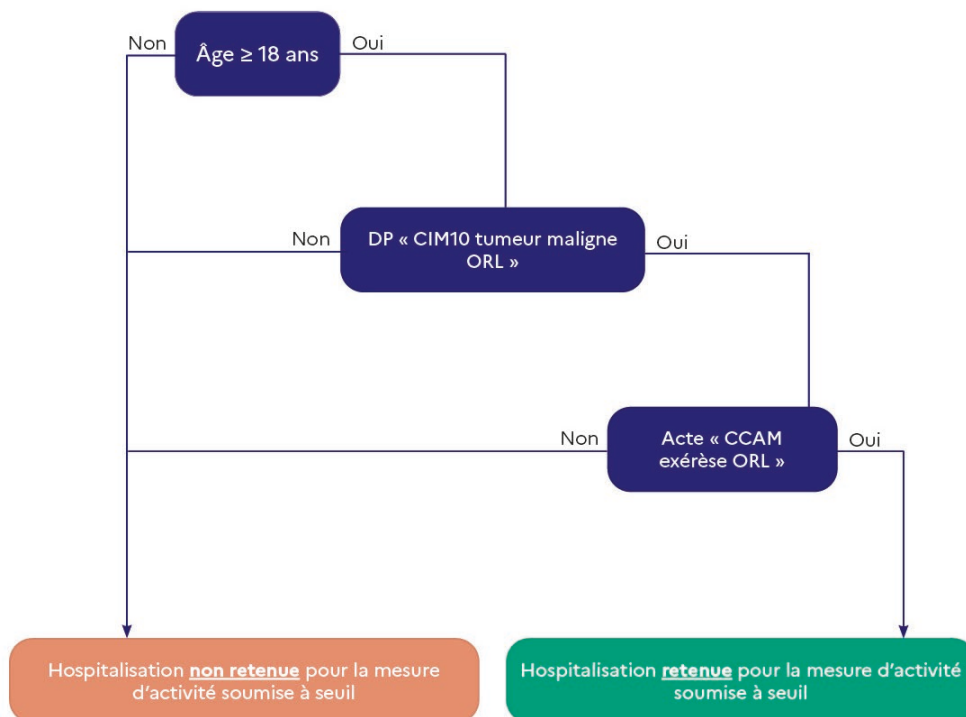 Non
Âge ≥ 18 ans
Oui
Non
DP « CIM10 tumeur maligne
ORL »
Oui
Non
Acte « CCAM
exérèse ORL »
Oui
Hospitalisation non retenue pour la mesure
d’activité soumise à seuil
Hospitalisation retenue pour la mesure d’activité
soumise à seuil